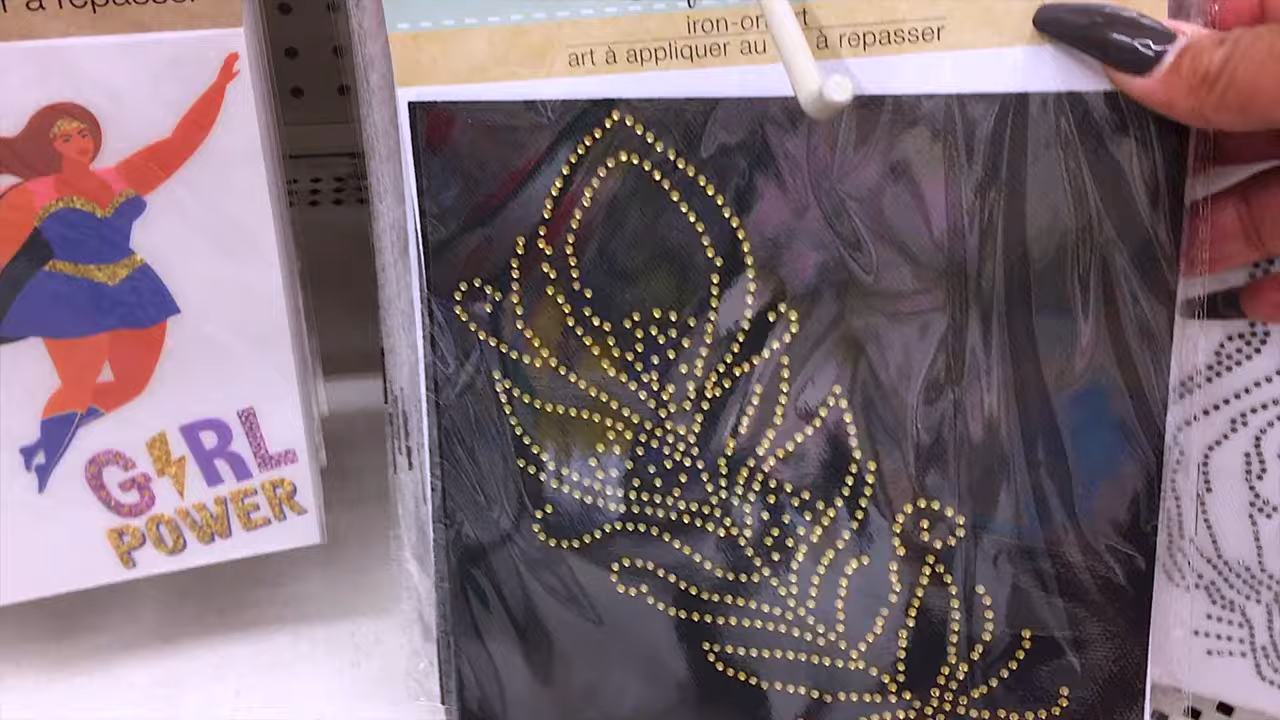 à repasser
iron-on art
art à appliquer au à repasser
GIRL
POWER